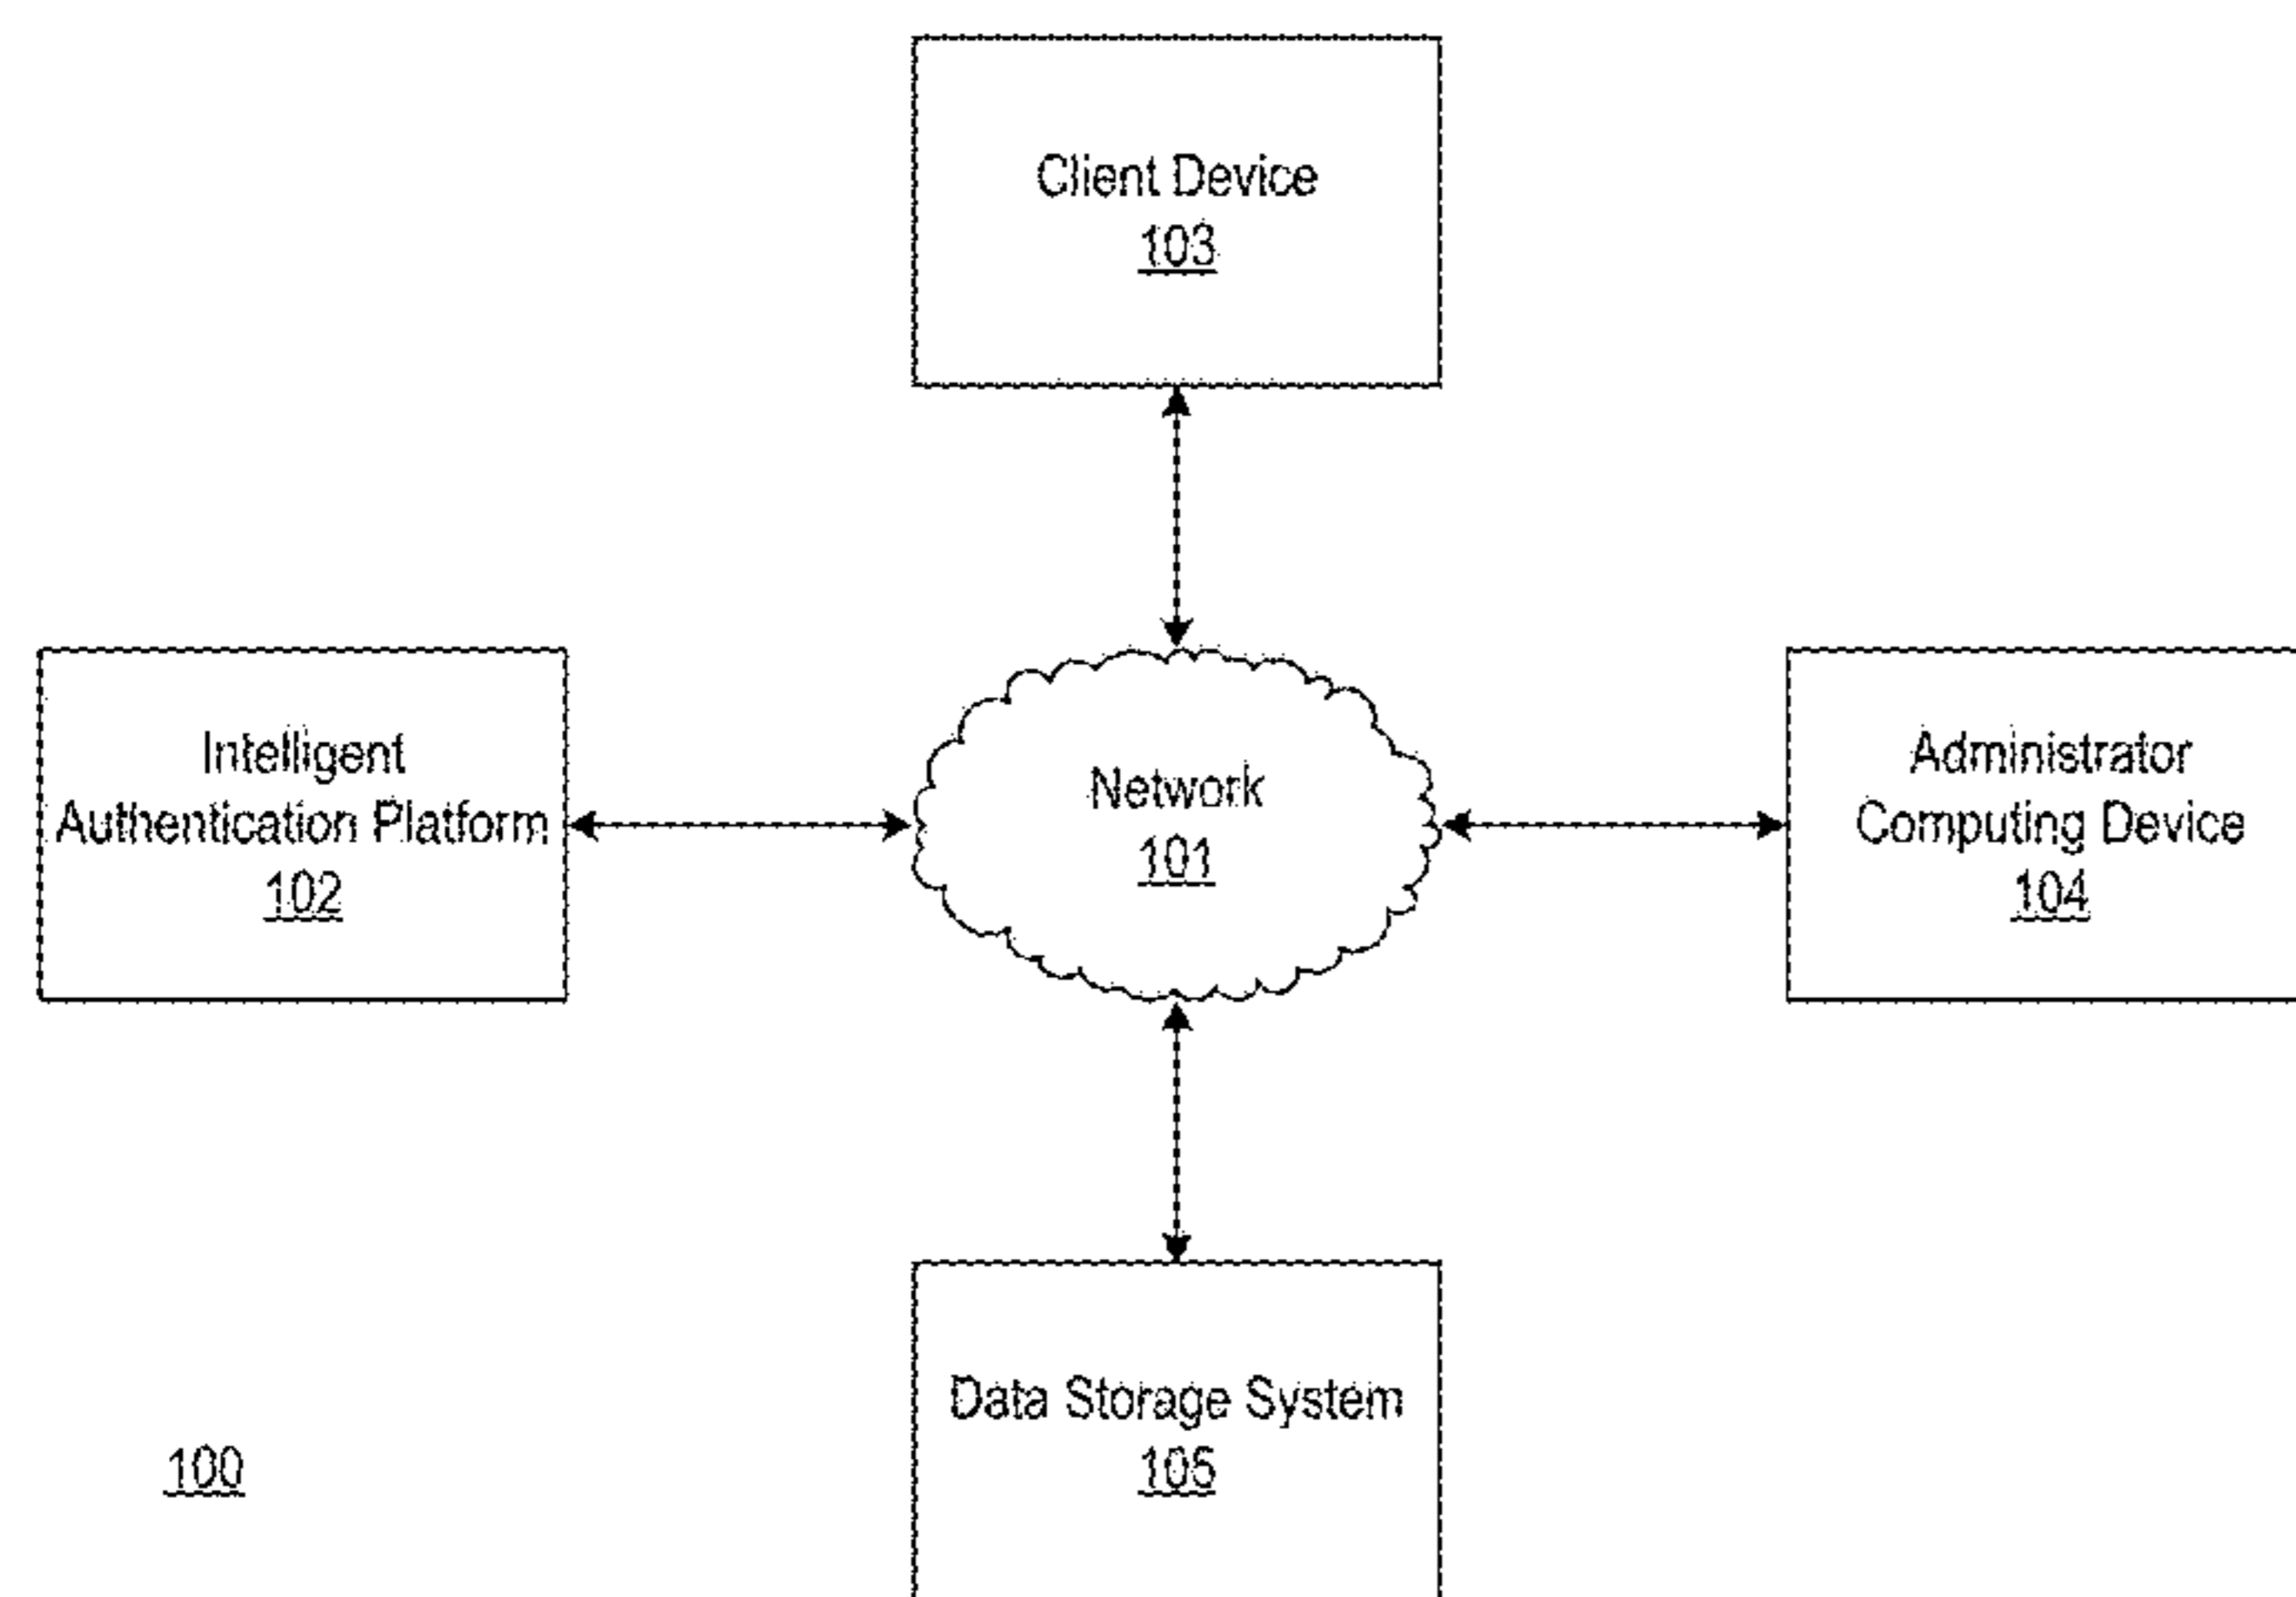 Client Device
103
Intelligent
Authentication Platform
102
Network
101
Administrator
Computing Device
104
Data Storage System
105
100